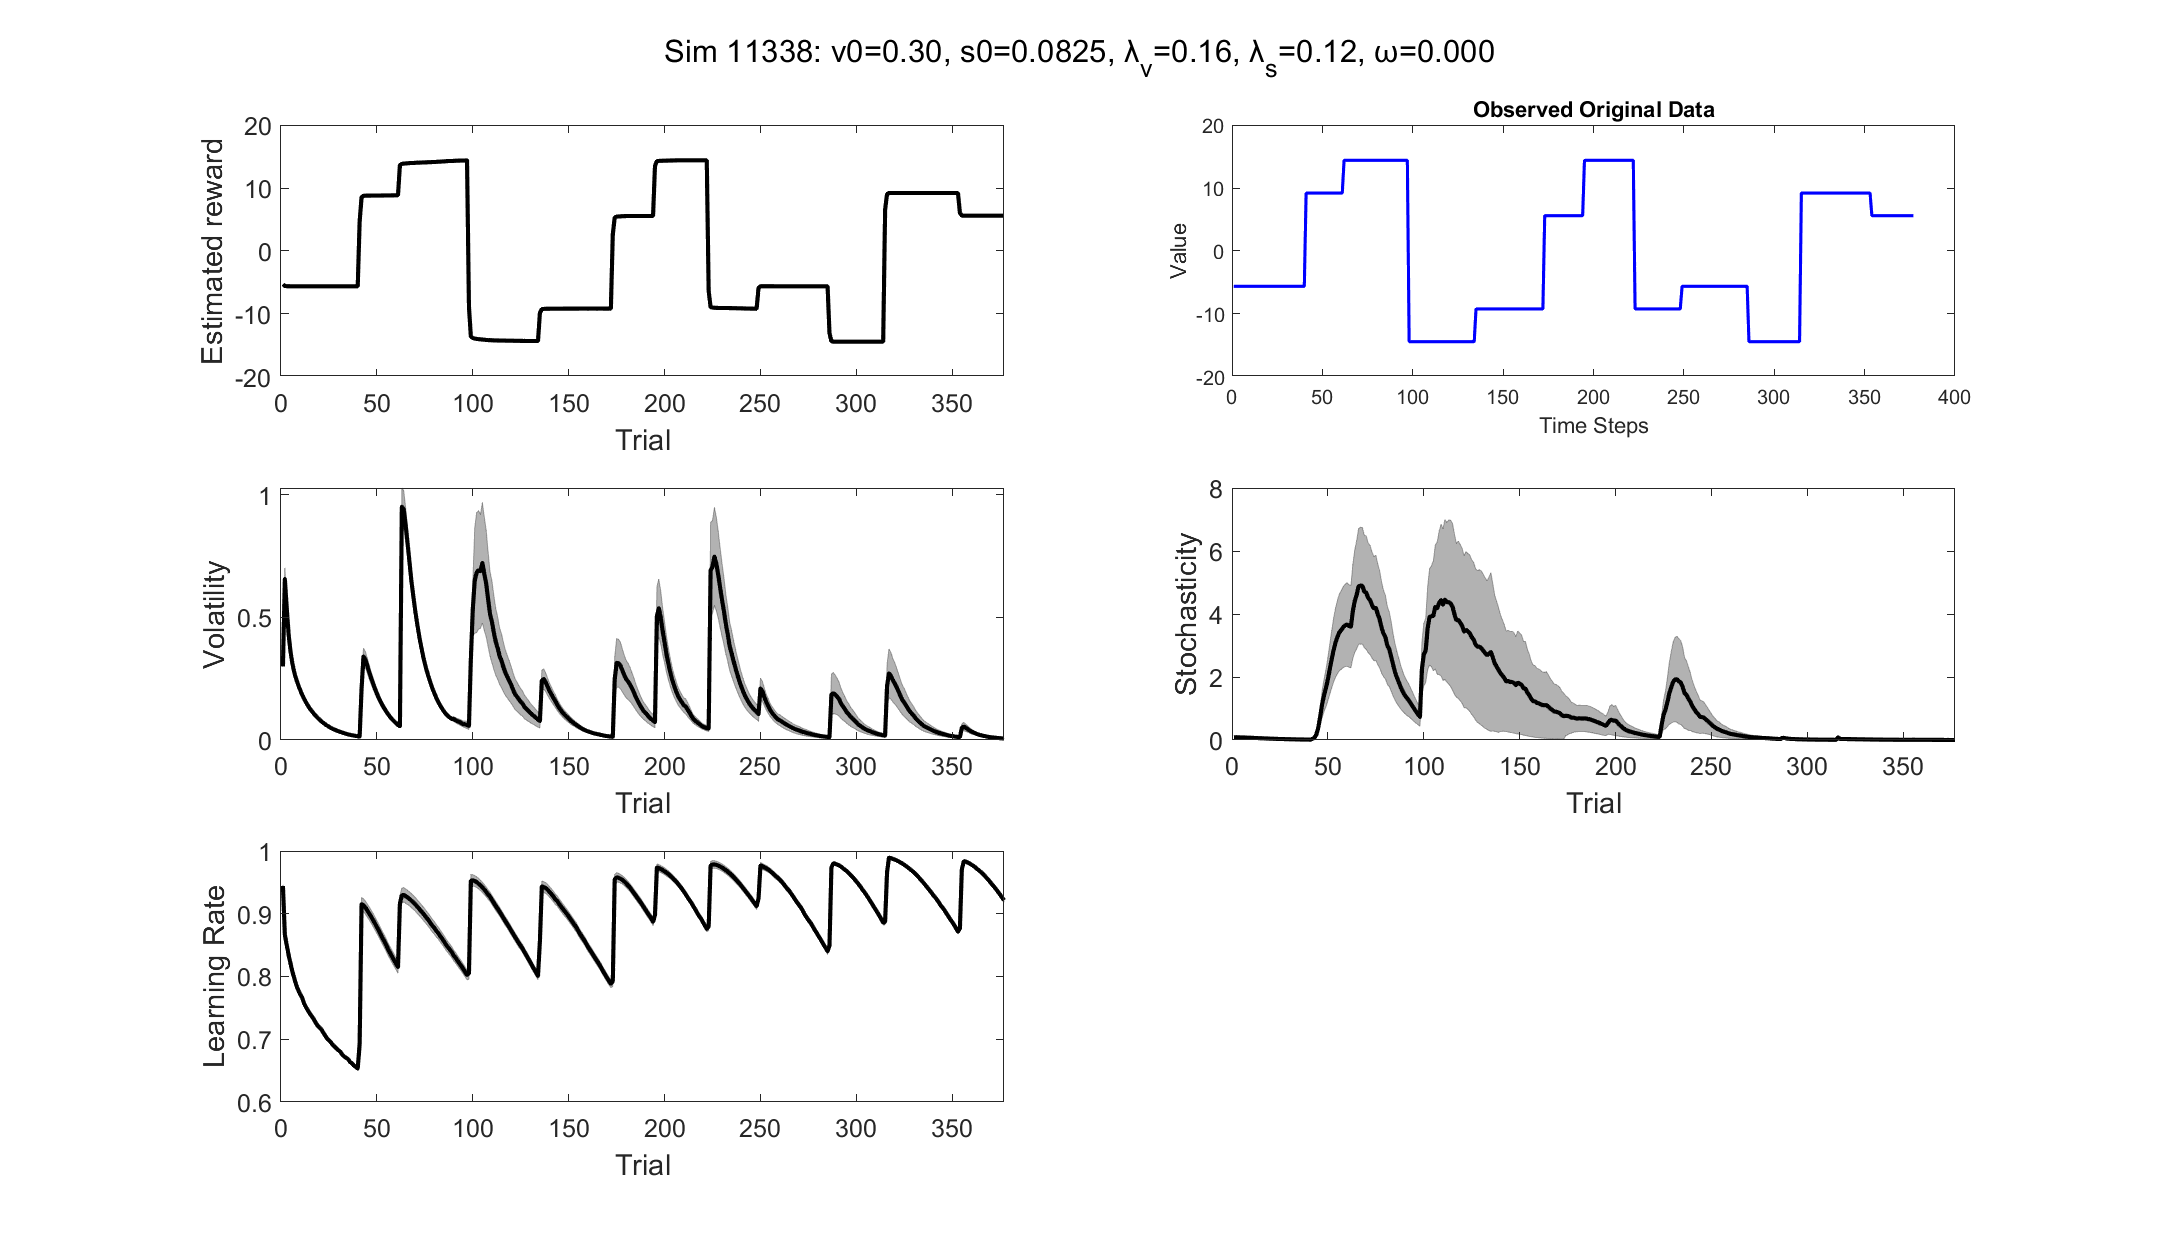 Sim 11338: v0=0.30, s0=0.0825, λ_v=0.16, λ_s=0.12, ω=0.000
Estimated reward
20
10
0
-10
-20
0 50 100 150 200 250 300 350
Trial
Observed Original Data
Value
20
10
0
-10
-20
0 50 100 150 200 250 300 350 400
Time Steps
Volatility
1
0.5
0
0 50 100 150 200 250 300 350
Trial
Stochasticity
8
6
4
2
0
0 50 100 150 200 250 300 350
Trial
Learning Rate
1
0.9
0.8
0.7
0.6
0 50 100 150 200 250 300 350
Trial